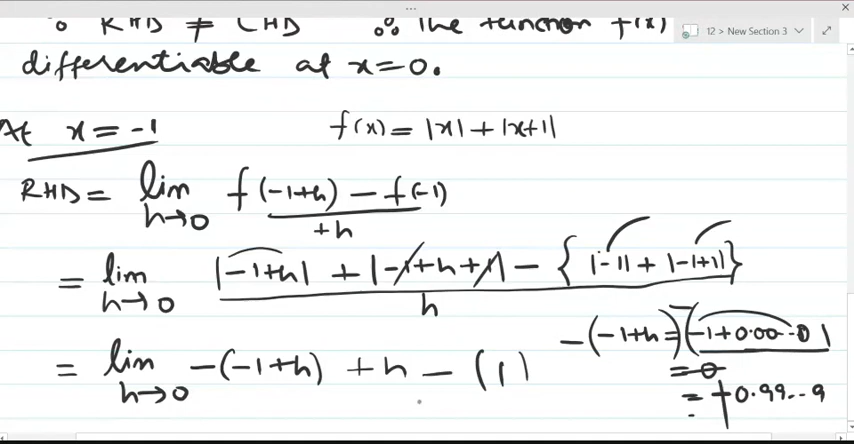 ∴ RHD ≠ LHD ∴ The function f(x)
12 > New Section 3
differentiable at x=0.
At x = -1 f(x) = |x| + |x+1|
RHD = lim h→0 f(-1+h) - f(-1) / +h
= lim h→0 |-1+h| + |-1+h+1| - { |-1| + |-1+1| } / h
-(-1+h) = -(-1+0.00--01
= lim h→0 -(-1+h) + h - (1)
= 0
= +0.99--9